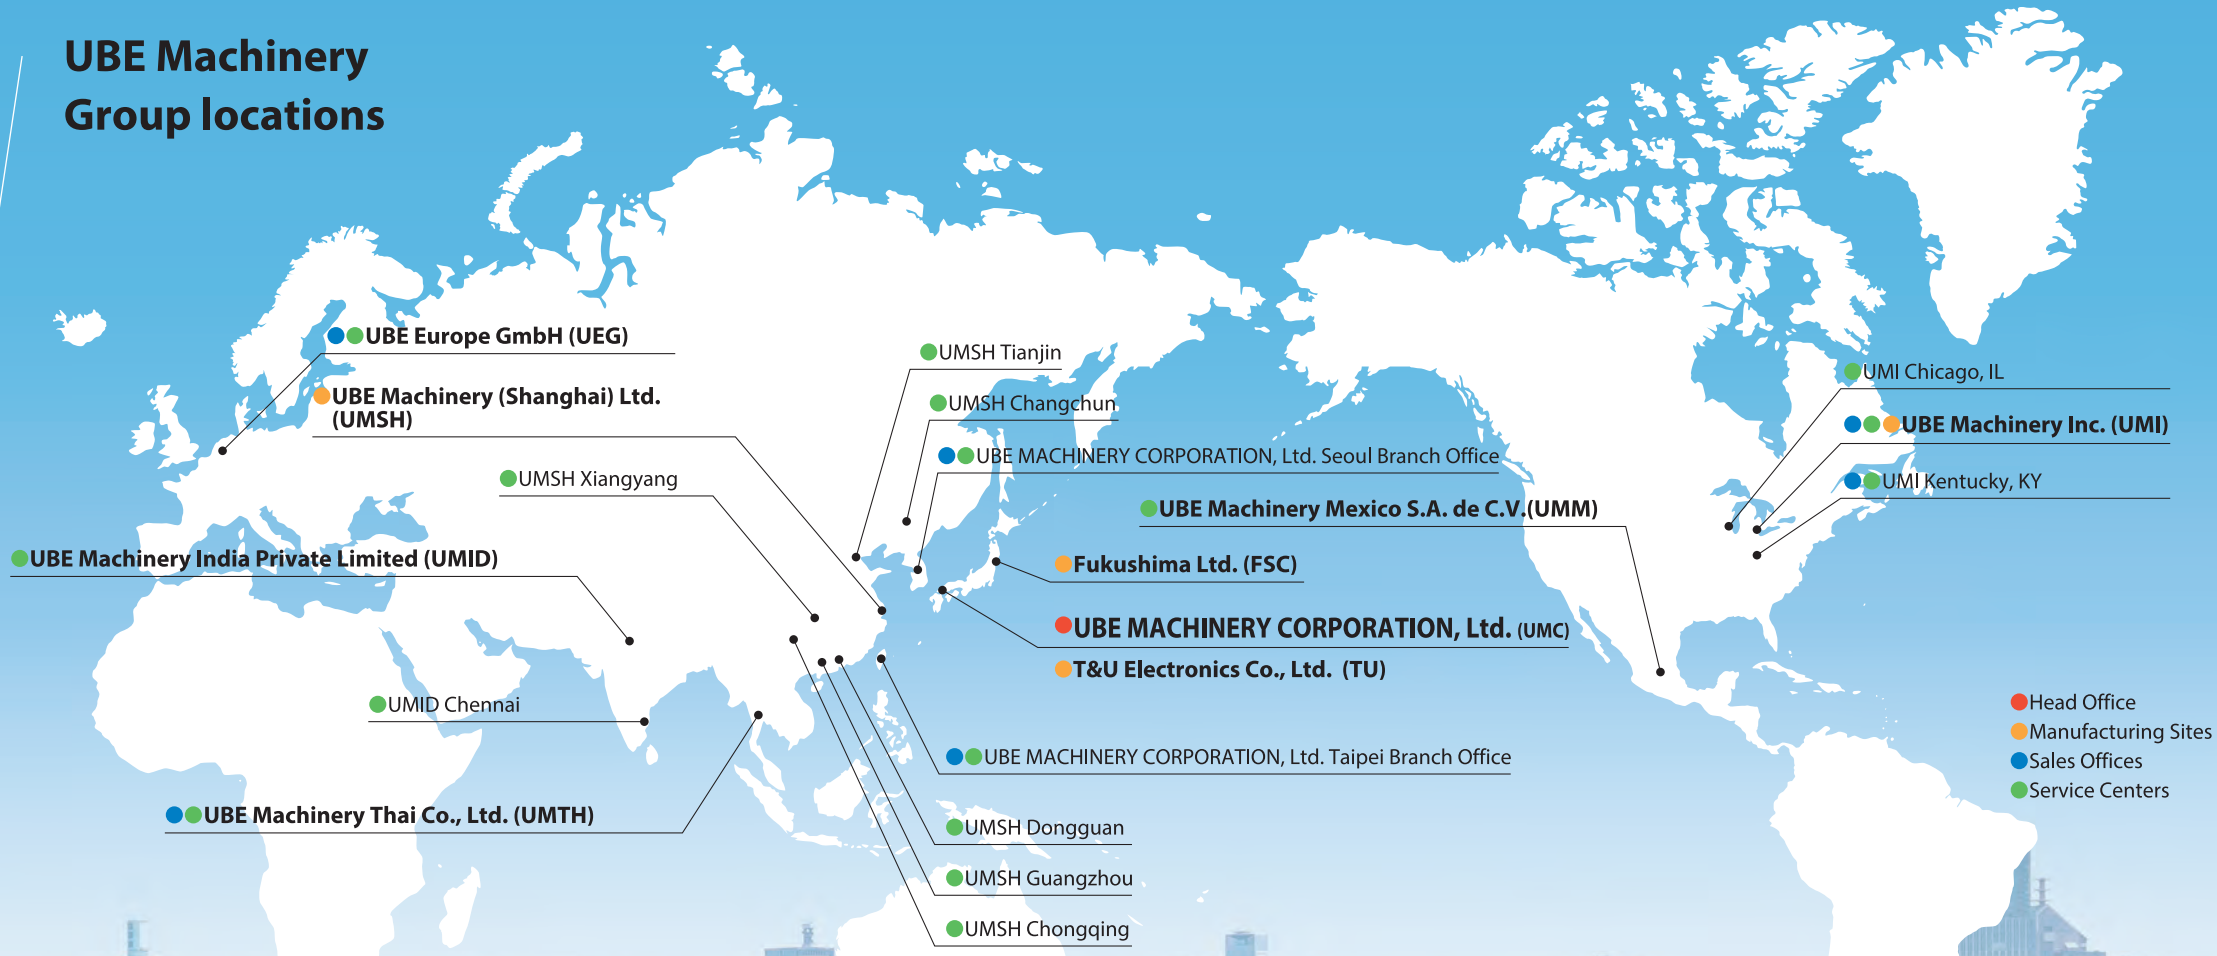 UBE Machinery
Group locations
UBE Europe GmbH (UEG)
UBE Machinery (Shanghai) Ltd.
(UMSH)
UMSH Xiangyang
UBE Machinery India Private Limited (UMID)
UMID Chennai
UBE Machinery Thai Co., Ltd. (UMTH)
UMSH Tianjin
UMSH Changchun
UBE MACHINERY CORPORATION, Ltd. Seoul Branch Office
UBE Machinery Mexico S.A. de C.V.(UMM)
Fukushima Ltd. (FSC)
UBE MACHINERY CORPORATION, Ltd. (UMC)
T&U Electronics Co., Ltd. (TU)
UBE MACHINERY CORPORATION, Ltd. Taipei Branch Office
UMSH Dongguan
UMSH Guangzhou
UMSH Chongqing
UMI Chicago, IL
UBE Machinery Inc. (UMI)
UMI Kentucky, KY
Head Office
Manufacturing Sites
Sales Offices
Service Centers